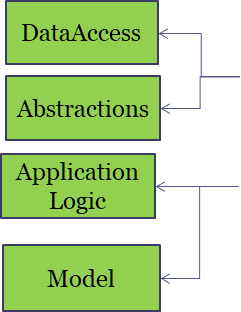 DataAccess
Abstractions
Application
Logic
Model